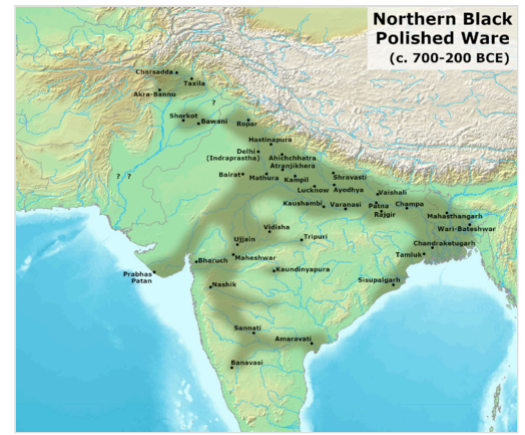 Northern Black
Polished Ware
(c. 700-200 BCE)
Charsadda
Taxila
Akra-Bannu
?
Shorkot
Bawani
Ropar
Hastinapura
Delhi
(Indraprastha)
Ahichchhatra
Atranjikhera
Bairat
Mathura
Kampil
Shravasti
? ?
Lucknow
Ayodhya
Vaishali
Kaushambi
Varanasi
Patna
Champa
Rajgir
Mahasthangarh
Wari-Bateshwar
Vidisha
Tripuri
Ujjain
Chandraketugarh
Bharuch
Maheshwar
Tamluk
Prabhas
Patan
Kaundinyapura
Sisupalgarh
Nashik
Sannati
Amaravati
Banavasi